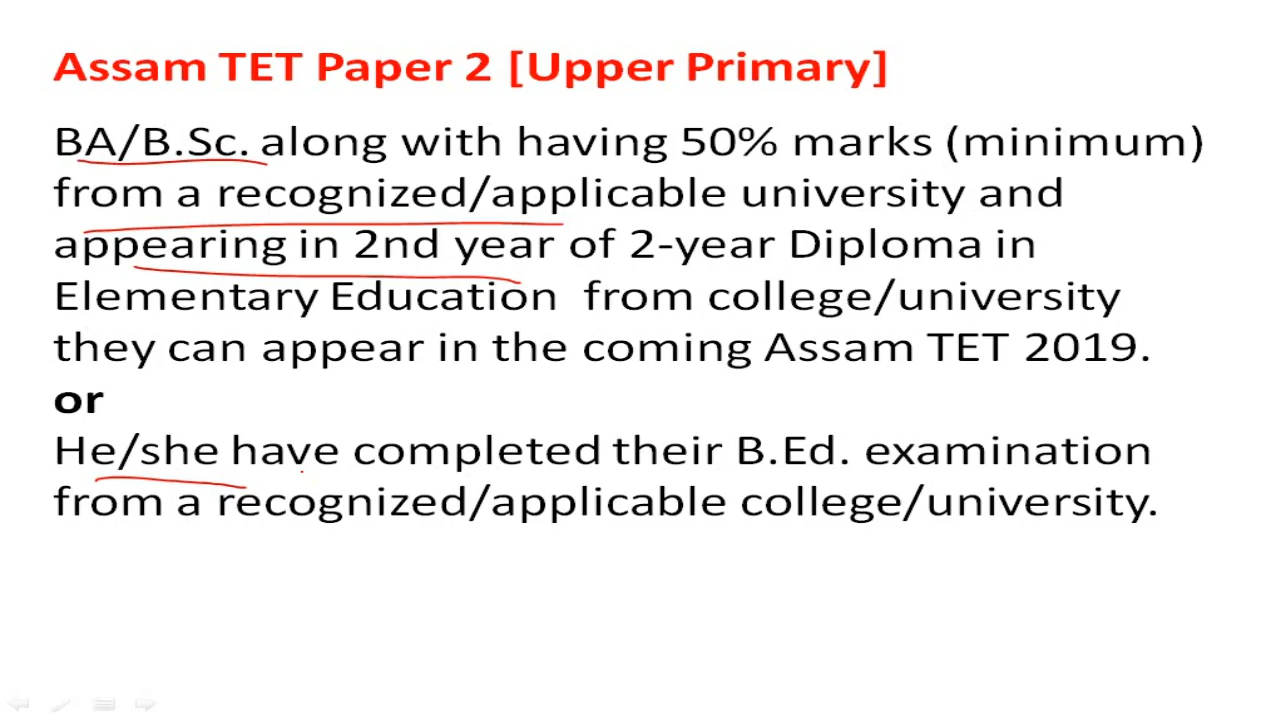 Assam TET Paper 2 [Upper Primary]
BA/B.Sc. along with having 50% marks (minimum)
from a recognized/applicable university and
appearing in 2nd year of 2-year Diploma in
Elementary Education from college/university
they can appear in the coming Assam TET 2019.
or
He/she have completed their B.Ed. examination
from a recognized/applicable college/university.